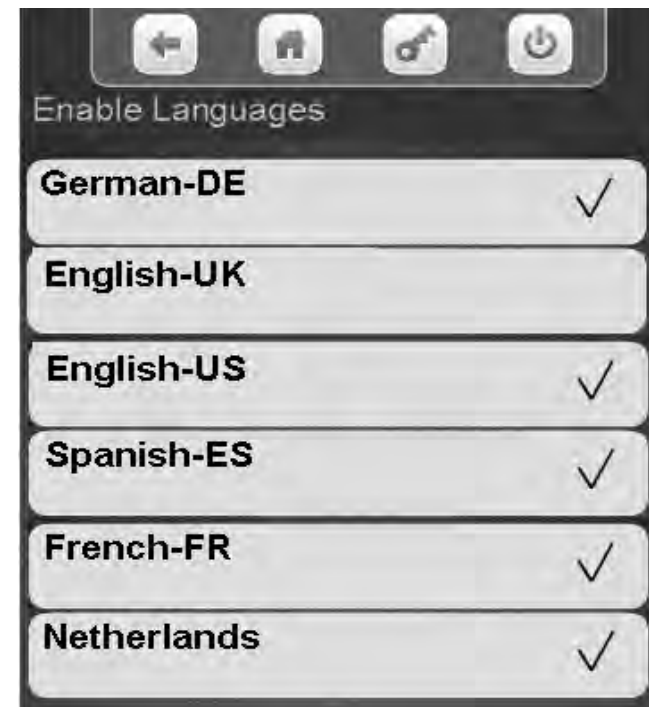 Enable Languages
German-DE
English-UK
English-US
Spanish-ES
French-FR
Netherlands